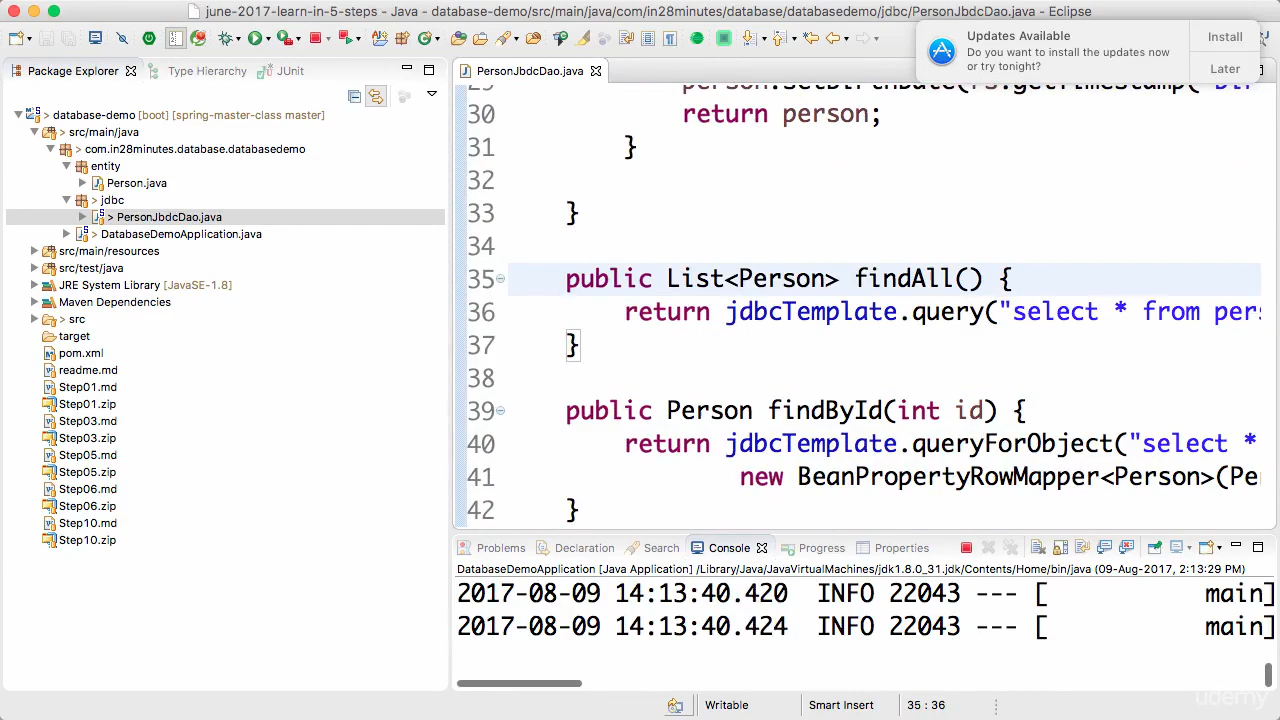 june-2017-learn-in-5-steps - Java - database-demo/src/main/java/com/in28minutes/database/databasedemo/jdbc/PersonJbdcDao.java - Eclipse
Updates Available
Do you want to install the updates now
or try tonight?
Install
Later
Package Explorer
Type Hierarchy
JUnit
database-demo [boot] [spring-master-class master]
> src/main/java
> com.in28minutes.database.databasedemo
entity
Person.java
> jdbc
> PersonJbdcDao.java
> DatabaseDemoApplication.java
src/main/resources
src/test/java
JRE System Library [JavaSE-1.8]
Maven Dependencies
> src
target
pom.xml
readme.md
Step01.md
Step01.zip
Step03.md
Step03.zip
Step05.md
Step05.zip
Step06.md
Step06.zip
Step10.md
Step10.zip
PersonJbdcDao.java
29 person.setBirthDate(rs.getTimestamp("bir
30 return person;
31 }
32
33 }
34
35 public List<Person> findAll() {
36 return jdbcTemplate.query("select * from pers
37 }
38
39 public Person findById(int id) {
40 return jdbcTemplate.queryForObject("select *
41 new BeanPropertyRowMapper<Person>(Pe
42 }
Problems
Declaration
Search
Console
Progress
Properties
DatabaseDemoApplication [Java Application] /Library/Java/JavaVirtualMachines/jdk1.8.0_31.jdk/Contents/Home/bin/java (09-Aug-2017, 2:13:29 PM)
2017-08-09 14:13:40.420 INFO 22043 --- [ main]
2017-08-09 14:13:40.424 INFO 22043 --- [ main]
Writable
Smart Insert
35 : 36
udemy